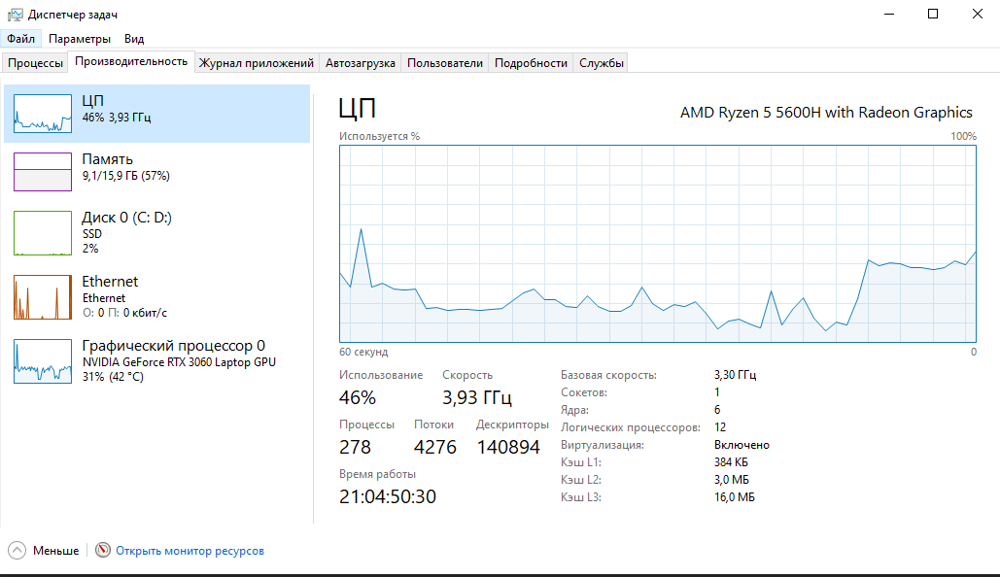 Диспетчер задач
Файл Параметры Вид
Процессы Производительность Журнал приложений Автозагрузка Пользователи Подробности Службы
ЦП
46% 3,93 ГГц
Память
9,1/15,9 ГБ (57%)
Диск 0 (C: D:)
SSD
2%
Ethernet
Ethernet
О: 0 П: 0 кбит/с
Графический процессор 0
NVIDIA GeForce RTX 3060 Laptop GPU
31% (42 °C)
ЦП
AMD Ryzen 5 5600H with Radeon Graphics
Используется %
100%
60 секунд
0
Использование Скорость
46% 3,93 ГГц
Процессы Потоки Дескрипторы
278 4276 140894
Время работы
21:04:50:30
Базовая скорость: 3,30 ГГц
Сокетов: 1
Ядра: 6
Логических процессоров: 12
Виртуализация: Включено
Кэш L1: 384 КБ
Кэш L2: 3,0 МБ
Кэш L3: 16,0 МБ
Меньше
Открыть монитор ресурсов